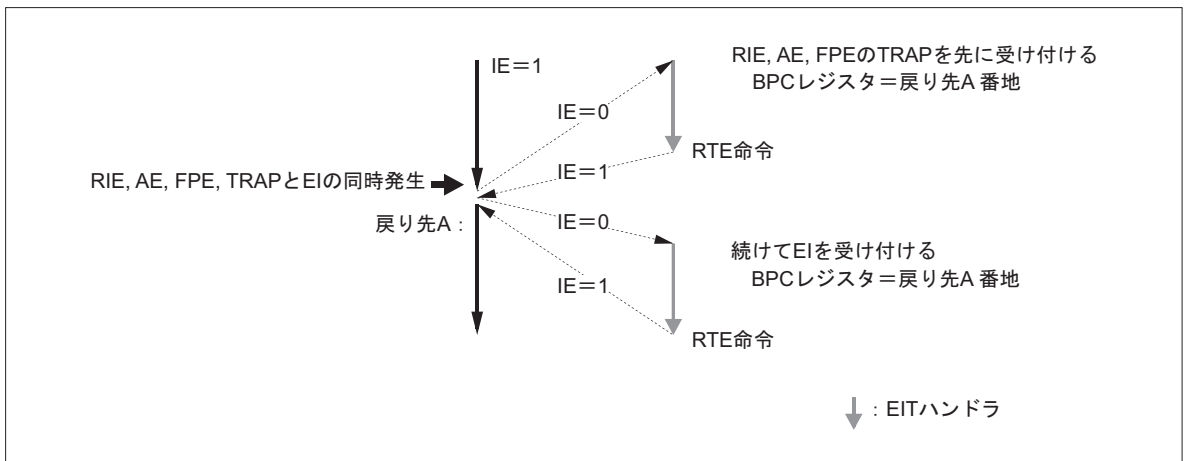 IE＝1
RIE, AE, FPEのTRAPを先に受け付ける
BPCレジスタ＝戻り先A 番地
IE＝0
RTE命令
IE＝1
RIE, AE, FPE, TRAPとEIの同時発生
戻り先A：
IE＝0
続けてEIを受け付ける
BPCレジスタ＝戻り先A 番地
IE＝1
RTE命令
：EITハンドラ